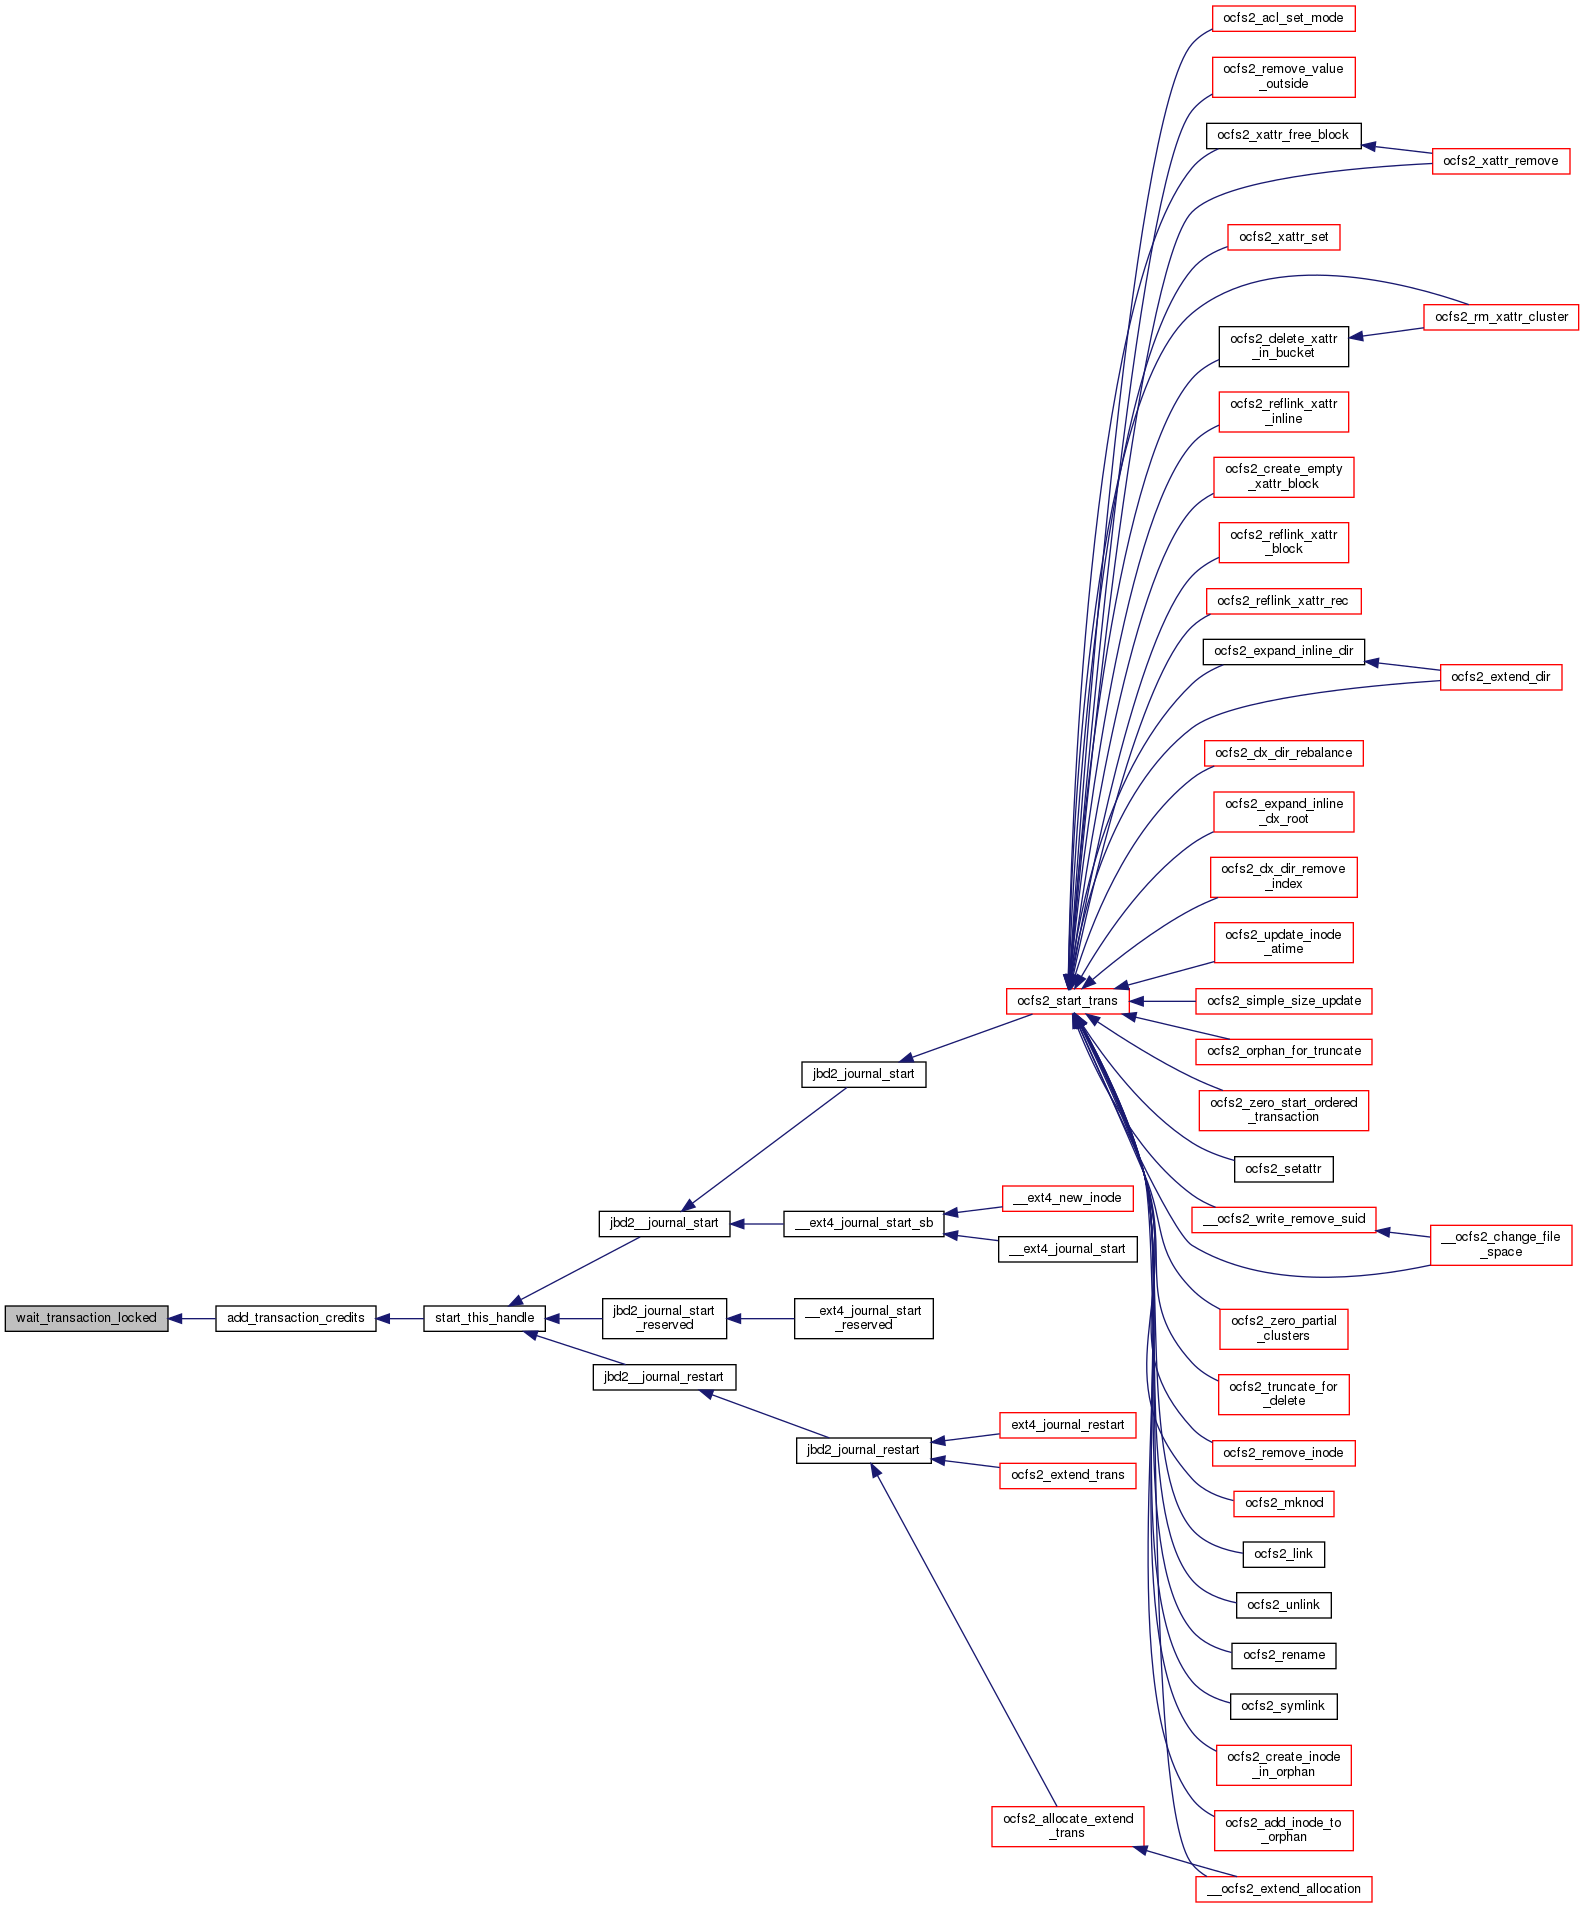 ocfs2_acl_set_mode
ocfs2_remove_value
_outside
ocfs2_xattr_free_block
ocfs2_xattr_remove
ocfs2_xattr_set
ocfs2_rm_xattr_cluster
ocfs2_delete_xattr
_in_bucket
ocfs2_reflink_xattr
_inline
ocfs2_create_empty
_xattr_block
ocfs2_reflink_xattr
_block
ocfs2_reflink_xattr_rec
ocfs2_expand_inline_dir
ocfs2_extend_dir
ocfs2_dx_dir_rebalance
ocfs2_expand_inline
_dx_root
ocfs2_dx_dir_remove
_index
ocfs2_update_inode
_atime
ocfs2_start_trans
ocfs2_simple_size_update
ocfs2_orphan_for_truncate
jbd2_journal_start
ocfs2_zero_start_ordered
_transaction
ocfs2_setattr
__ext4_new_inode
jbd2__journal_start
__ext4_journal_start_sb
__ocfs2_write_remove_suid
__ocfs2_change_file
_space
__ext4_journal_start
wait_transaction_locked
add_transaction_credits
start_this_handle
jbd2_journal_start
_reserved
__ext4_journal_start
_reserved
ocfs2_zero_partial
_clusters
jbd2__journal_restart
ocfs2_truncate_for
_delete
ext4_journal_restart
jbd2_journal_restart
ocfs2_remove_inode
ocfs2_extend_trans
ocfs2_mknod
ocfs2_link
ocfs2_unlink
ocfs2_rename
ocfs2_symlink
ocfs2_create_inode
_in_orphan
ocfs2_allocate_extend
_trans
ocfs2_add_inode_to
_orphan
__ocfs2_extend_allocation